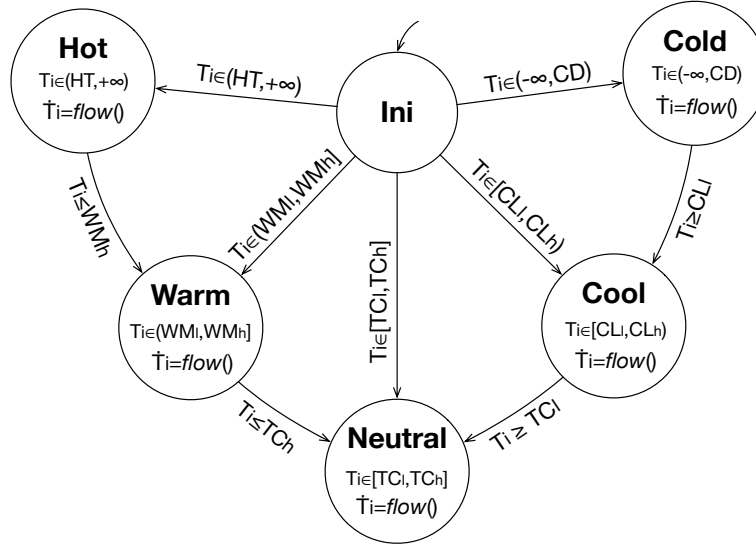 Hot
Ti∈(HT,+∞)
Ṫi=flow()
Ti∈(HT,+∞)
Ini
Ti∈(-∞,CD)
Cold
Ti∈(-∞,CD)
Ṫi=flow()
Ti≤WMh
Ti∈(WMl,WMh]
Ti∈[TCl,TCh]
Ti∈[CLl,CLh)
Ti≥CLl
Warm
Ti∈(WMl,WMh]
Ṫi=flow()
Cool
Ti∈[CLl,CLh)
Ṫi=flow()
Ti≤TCh
Ti ≥ TCl
Neutral
Ti∈[TCl,TCh]
Ṫi=flow()